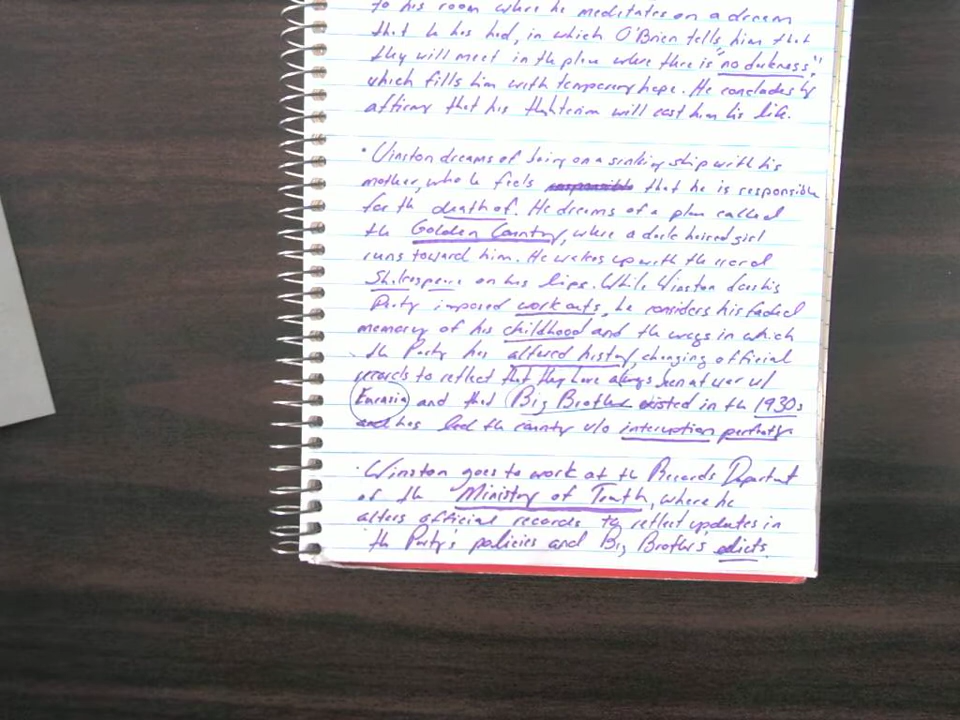 to his room where he meditates on a dream
that he has had, in which O'Brien tells him that
they will meet in the place where there is "no darkness"
which fills him with temporary hope. He concludes by
affirming that his will cost him his life.
• Winston dreams of being on a sinking ship with his
mother, who he feels that he is responsible
for the death of. He dreams of a place called
the Golden Country, where a dark haired girl
runs toward him. He wakes up with the word
Shakespeare on his lips. While Winston does his
Party imposed workouts, he considers his faded
memory of his childhood and the ways in which
the Party has altered history, changing official
records to reflect that they have always been at war w/
Eurasia and that Big Brother existed in the 1930s
and has led the country w/o interruption
• Winston goes to work at the Records Department
of the Ministry of Truth, where he
alters official records to reflect updates in
the Party's policies and Big Brother's edicts